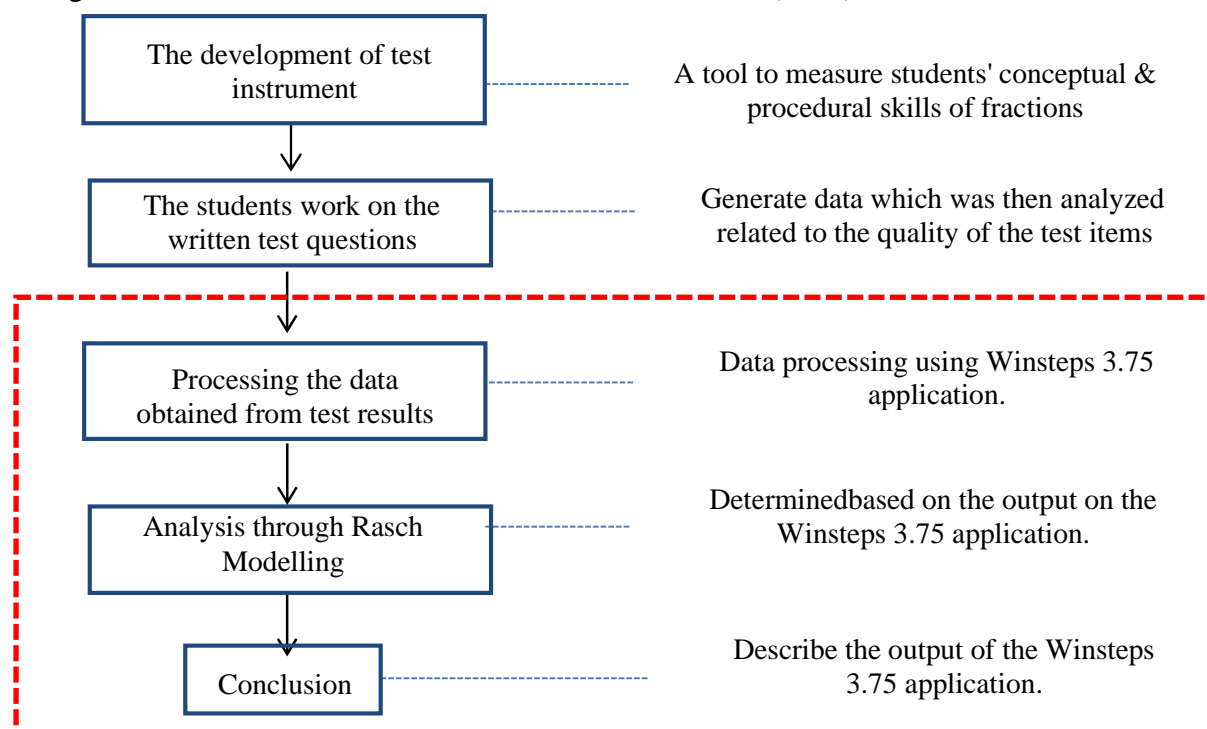 The development of test
instrument
A tool to measure students' conceptual &
procedural skills of fractions
The students work on the
written test questions
Generate data which was then analyzed
related to the quality of the test items
Processing the data
obtained from test results
Data processing using Winsteps 3.75
application.
Analysis through Rasch
Modelling
Determinedbased on the output on the
Winsteps 3.75 application.
Conclusion
Describe the output of the Winsteps
3.75 application.